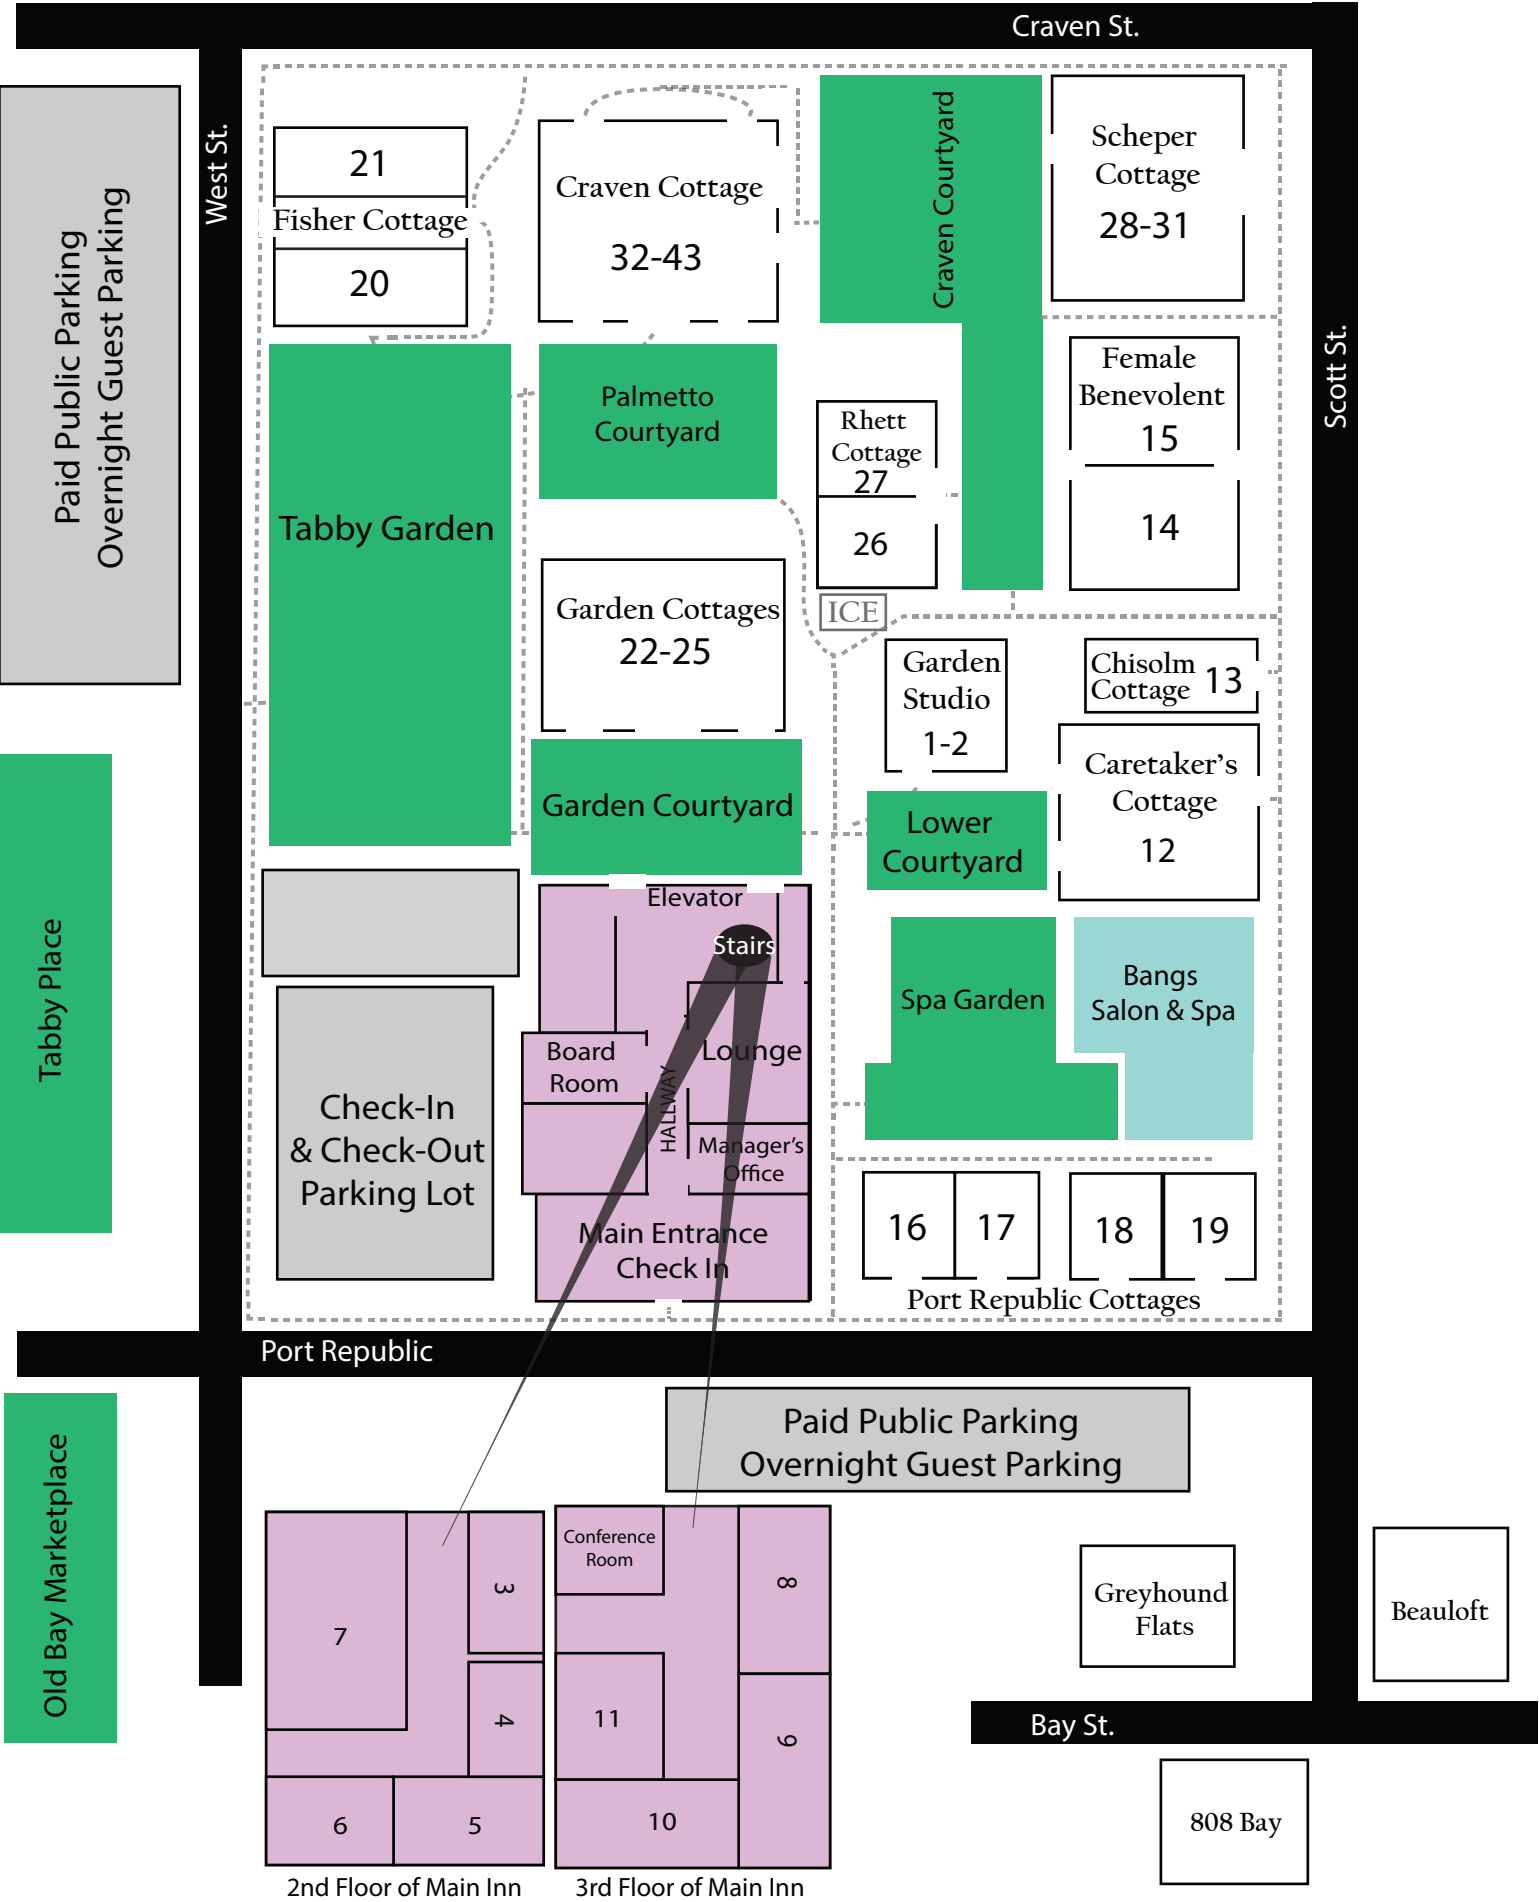 Craven St.
West St.
Scott St.
Paid Public Parking
Overnight Guest Parking
21
Fisher Cottage
20
Craven Cottage
32-43
Craven Courtyard
Scheper
Cottage
28-31
Tabby Garden
Palmetto
Courtyard
Rhett
Cottage
27
26
ICE
Female
Benevolent
15
14
Garden Cottages
22-25
Garden
Studio
1-2
Chisolm
Cottage
13
Caretaker's
Cottage
12
Garden Courtyard
Lower
Courtyard
Tabby Place
Elevator
Stairs
Board
Room
HALLWAY
Lounge
Manager's
Office
Main Entrance
Check In
Check-In
& Check-Out
Parking Lot
Spa Garden
Bangs
Salon & Spa
16
17
18
19
Port Republic Cottages
Port Republic
Paid Public Parking
Overnight Guest Parking
Old Bay Marketplace
7
3
4
6
5
2nd Floor of Main Inn
Conference
Room
8
11
9
10
3rd Floor of Main Inn
Greyhound
Flats
Beauloft
Bay St.
808 Bay